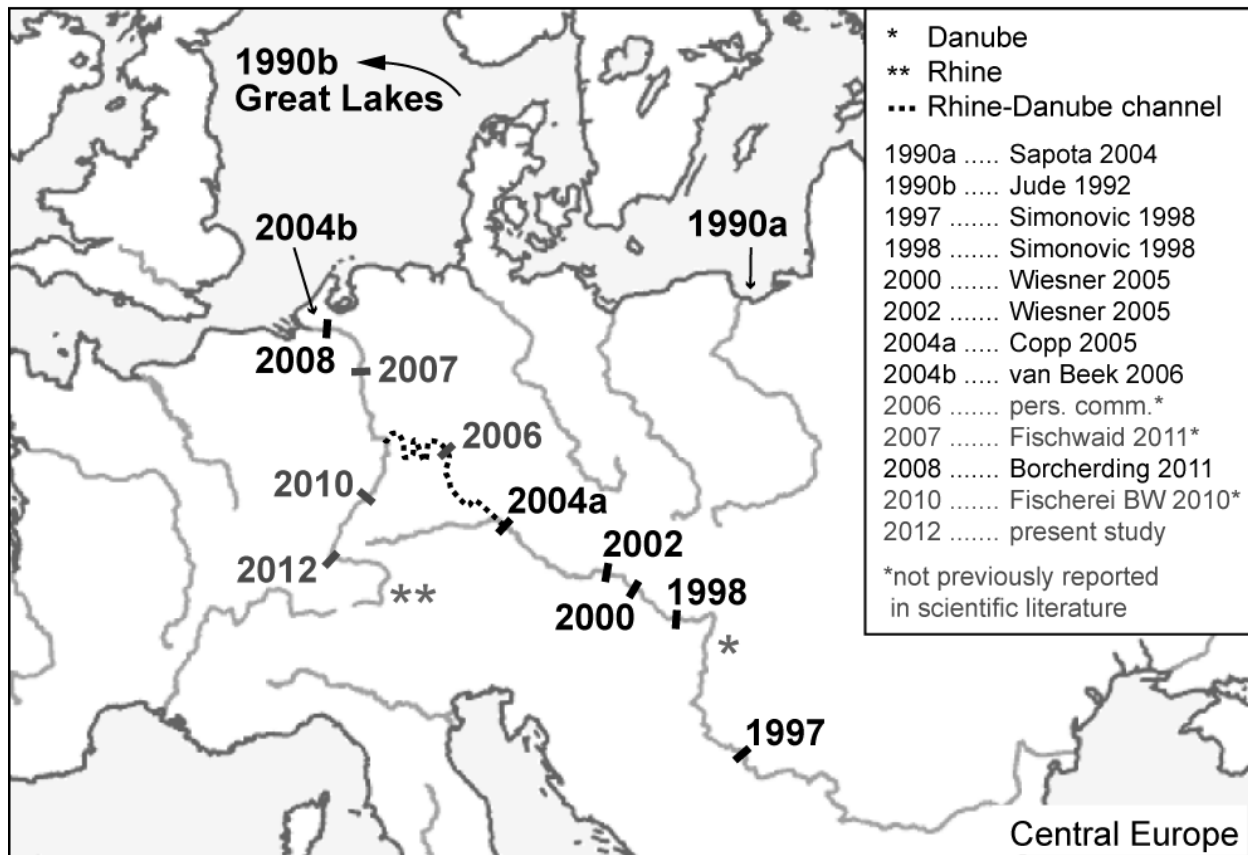 1990b
Great Lakes
2004b
1990a
2008
2007
2006
2010
2004a
2012
**
2002
2000
1998
*
1997
Central Europe
* Danube
** Rhine
Rhine-Danube channel
1990a ..... Sapota 2004
1990b ..... Jude 1992
1997 ....... Simonovic 1998
1998 ....... Simonovic 1998
2000 ....... Wiesner 2005
2002 ....... Wiesner 2005
2004a ..... Copp 2005
2004b ..... van Beek 2006
2006 ....... pers. comm.*
2007 ....... Fischwaid 2011*
2008 ....... Borcherding 2011
2010 ....... Fischerei BW 2010*
2012 ....... present study
*not previously reported
in scientific literature